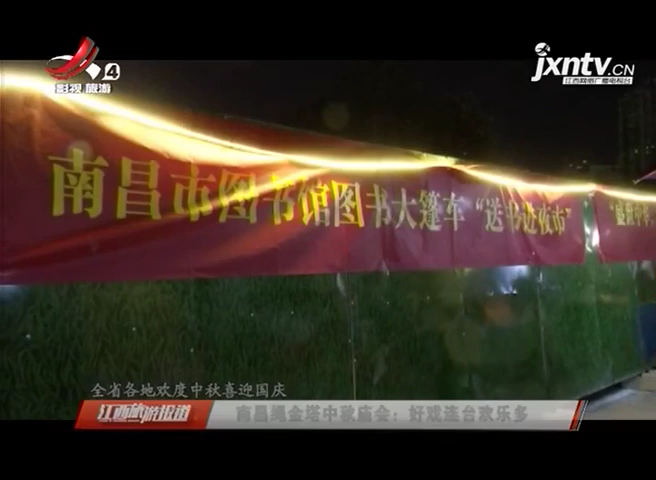 4
影视 旅游
jxntv.CN
江西网络广播电视台
南昌市图书馆图书大篷车“送书进夜市”
全省各地欢度中秋喜迎国庆
江西旅游报道
南昌绳金塔中秋庙会：好戏连台欢乐多